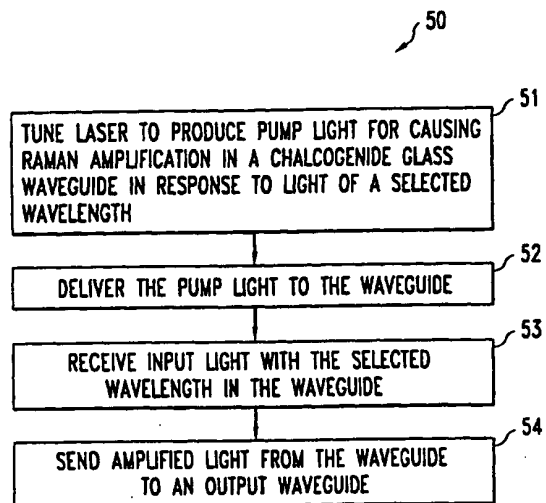 50
51
TUNE LASER TO PRODUCE PUMP LIGHT FOR CAUSING
RAMAN AMPLIFICATION IN A CHALCOGENIDE GLASS
WAVEGUIDE IN RESPONSE TO LIGHT OF A SELECTED
WAVELENGTH
52
DELIVER THE PUMP LIGHT TO THE WAVEGUIDE
53
RECEIVE INPUT LIGHT WITH THE SELECTED
WAVELENGTH IN THE WAVEGUIDE
54
SEND AMPLIFIED LIGHT FROM THE WAVEGUIDE
TO AN OUTPUT WAVEGUIDE